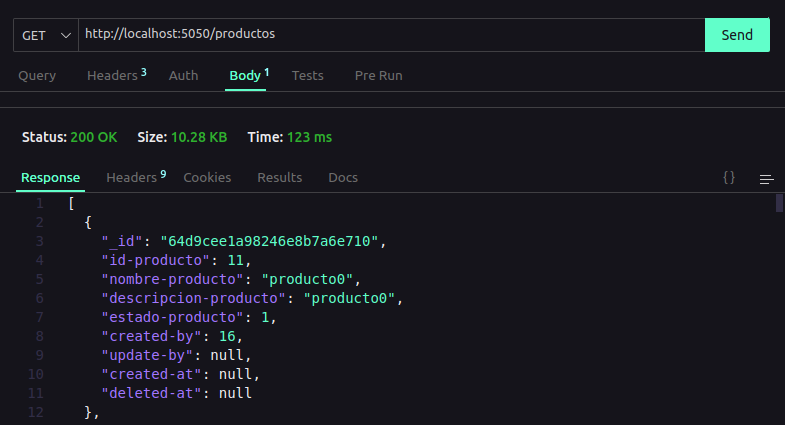 GET http://localhost:5050/productos Send
Query Headers 3 Auth Body 1 Tests Pre Run
Status: 200 OK Size: 10.28 KB Time: 123 ms
Response Headers 9 Cookies Results Docs {}
1 [
2 {
3 "_id": "64d9cee1a98246e8b7a6e710",
4 "id-producto": 11,
5 "nombre-producto": "producto0",
6 "descripcion-producto": "producto0",
7 "estado-producto": 1,
8 "created-by": 16,
9 "update-by": null,
10 "created-at": null,
11 "deleted-at": null
12 },